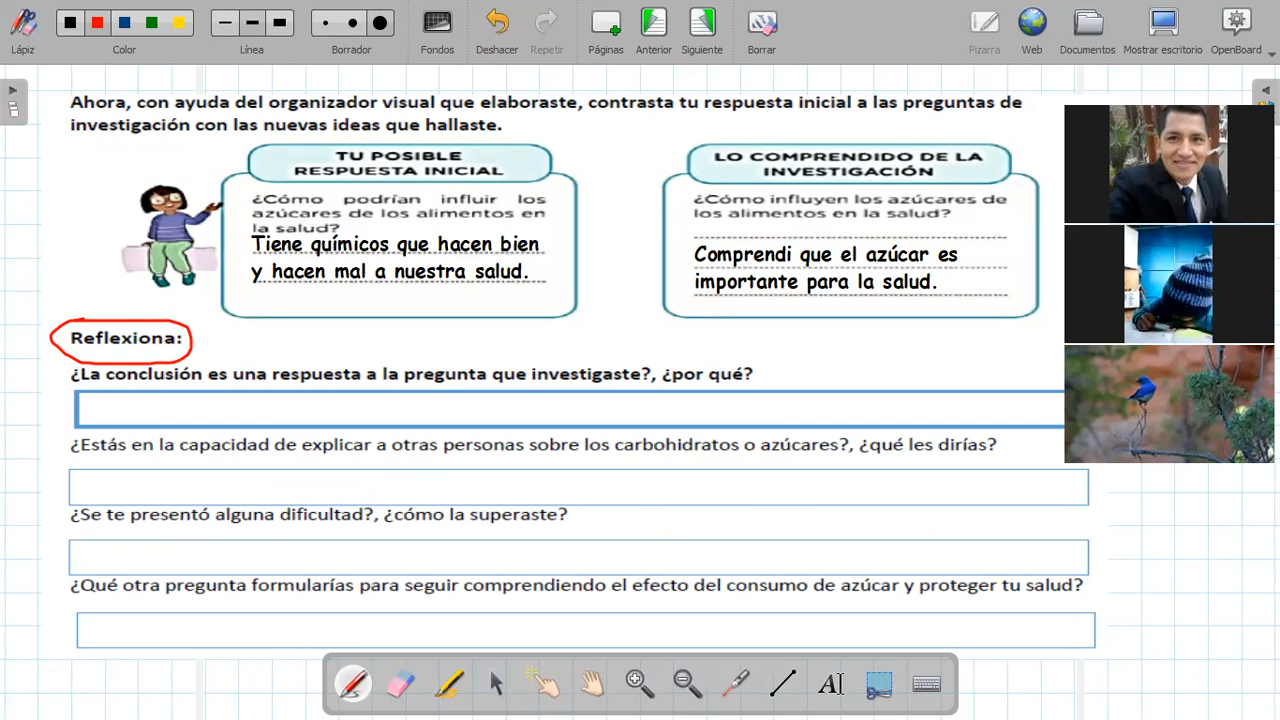 Lápiz
Color
Línea
Borrador
Fondos
Deshacer
Repetir
Páginas
Anterior
Siguiente
Borrar
Pizarra
Web
Documentos
Mostrar escritorio
OpenBoard
Ahora, con ayuda del organizador visual que elaboraste, contrasta tu respuesta inicial a las preguntas de
investigación con las nuevas ideas que hallaste.
TU POSIBLE
RESPUESTA INICIAL
¿Cómo podrían influir los
azúcares de los alimentos en
la salud?
Tiene químicos que hacen bien
y hacen mal a nuestra salud.
LO COMPRENDIDO DE LA
INVESTIGACIÓN
¿Cómo influyen los azúcares de
los alimentos en la salud?
Comprendi que el azúcar es
importante para la salud.
Reflexiona:
¿La conclusión es una respuesta a la pregunta que investigaste?, ¿por qué?
¿Estás en la capacidad de explicar a otras personas sobre los carbohidratos o azúcares?, ¿qué les dirías?
¿Se te presentó alguna dificultad?, ¿cómo la superaste?
¿Qué otra pregunta formularías para seguir comprendiendo el efecto del consumo de azúcar y proteger tu salud?
AI